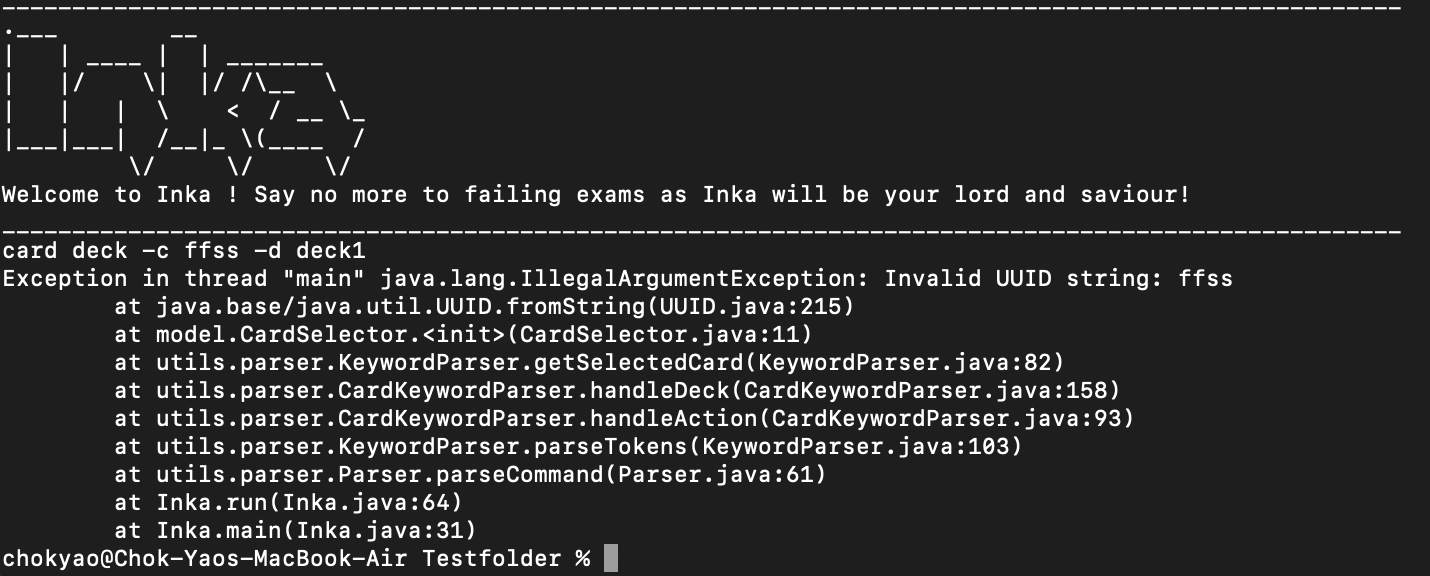 ____________________________________________________________________________________________________
.___        __
|   | ____ |  | _______
|   |/    \|  |/ /\__  \
|   |   |  \    <  / __ \_
|___|___|  /__|_ \(____  /
         \/     \/     \/
Welcome to Inka ! Say no more to failing exams as Inka will be your lord and saviour!
____________________________________________________________________________________________________
card deck -c ffss -d deck1
Exception in thread "main" java.lang.IllegalArgumentException: Invalid UUID string: ffss
        at java.base/java.util.UUID.fromString(UUID.java:215)
        at model.CardSelector.<init>(CardSelector.java:11)
        at utils.parser.KeywordParser.getSelectedCard(KeywordParser.java:82)
        at utils.parser.CardKeywordParser.handleDeck(CardKeywordParser.java:158)
        at utils.parser.CardKeywordParser.handleAction(CardKeywordParser.java:93)
        at utils.parser.KeywordParser.parseTokens(KeywordParser.java:103)
        at utils.parser.Parser.parseCommand(Parser.java:61)
        at Inka.run(Inka.java:64)
        at Inka.main(Inka.java:31)
chokyao@Chok-Yaos-MacBook-Air Testfolder %